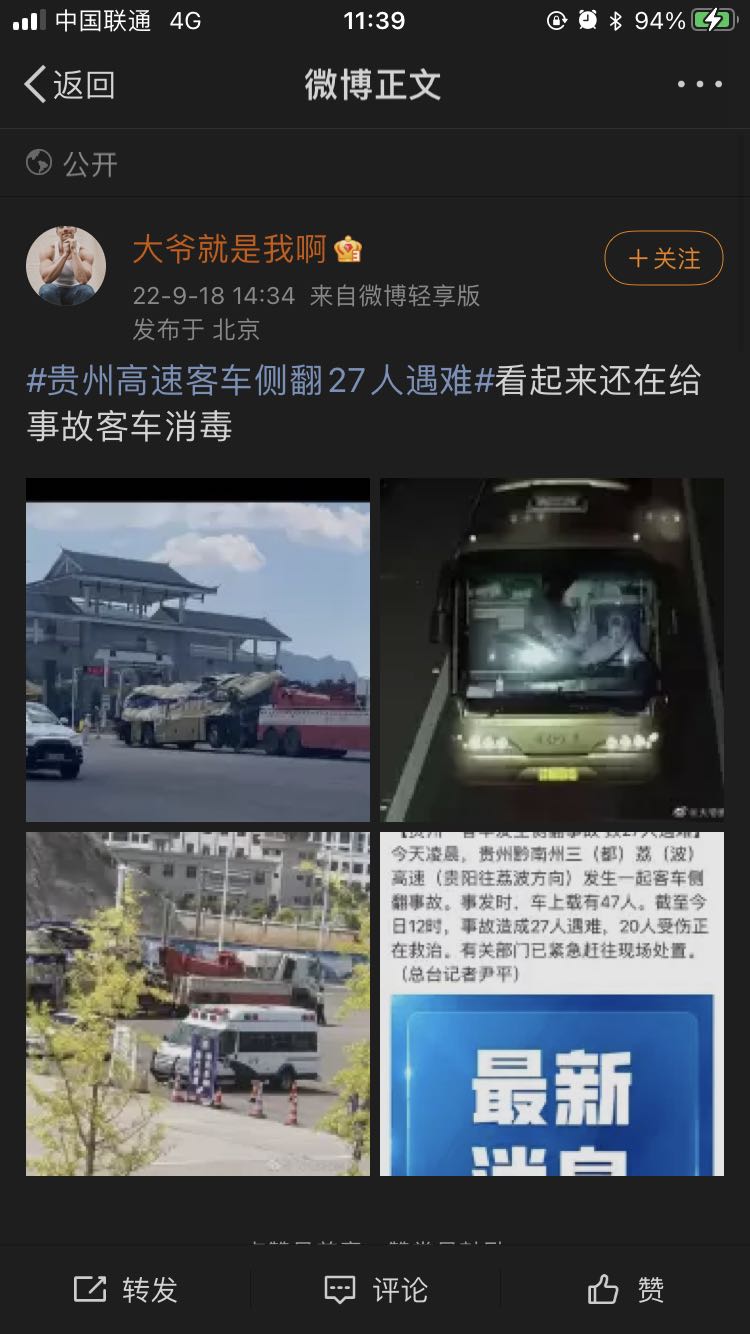 中国联通 4G 11:39 94%
返回 微博正文
公开
大爷就是我啊
22-9-18 14:34 来自微博轻享版
发布于 北京
+关注
#贵州高速客车侧翻27人遇难#看起来还在给
事故客车消毒
今天凌晨，贵州黔南州三（都）荔（波）
高速（贵阳往荔波方向）发生一起客车侧
翻事故。事发时，车上载有47人。截至今
日12时，事故造成27人遇难，20人受伤正
在救治。有关部门已紧急赶往现场处置。
（总台记者尹平）
最新
消息
转发 评论 赞